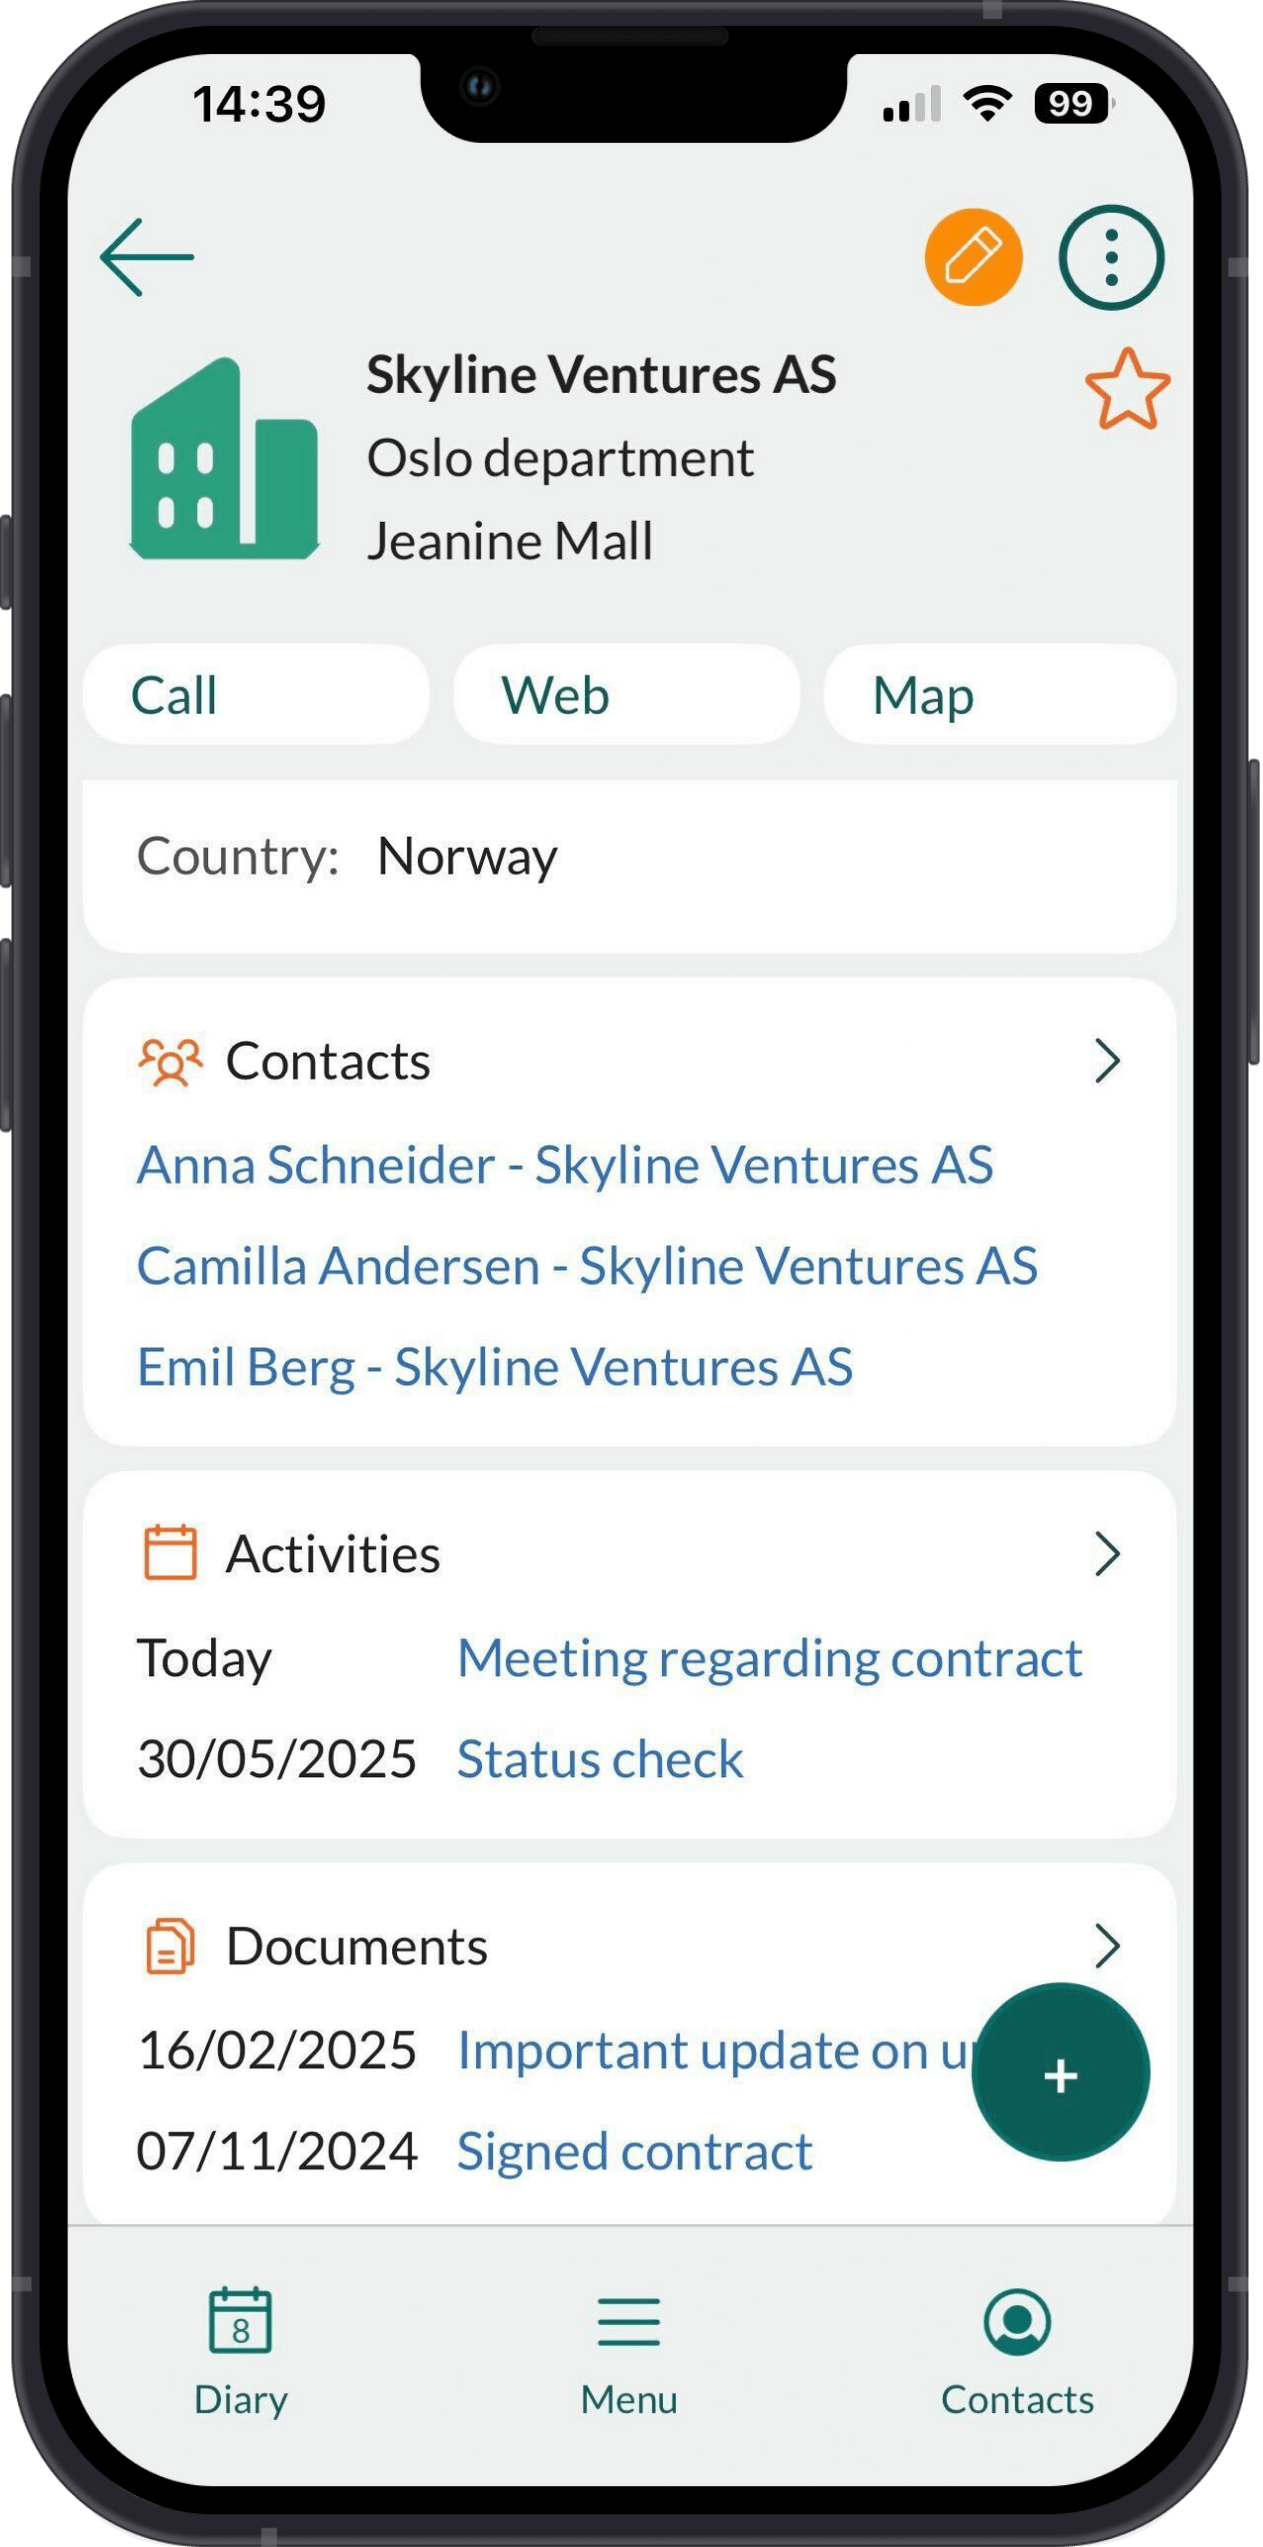 14:39
99
Skyline Ventures AS
Oslo department
Jeanine Mall
Call Web Map
Country: Norway
Contacts
Anna Schneider - Skyline Ventures AS
Camilla Andersen - Skyline Ventures AS
Emil Berg - Skyline Ventures AS
Activities
Today Meeting regarding contract
30/05/2025 Status check
Documents
16/02/2025 Important update on
+
07/11/2024 Signed contract
8
Diary Menu Contacts